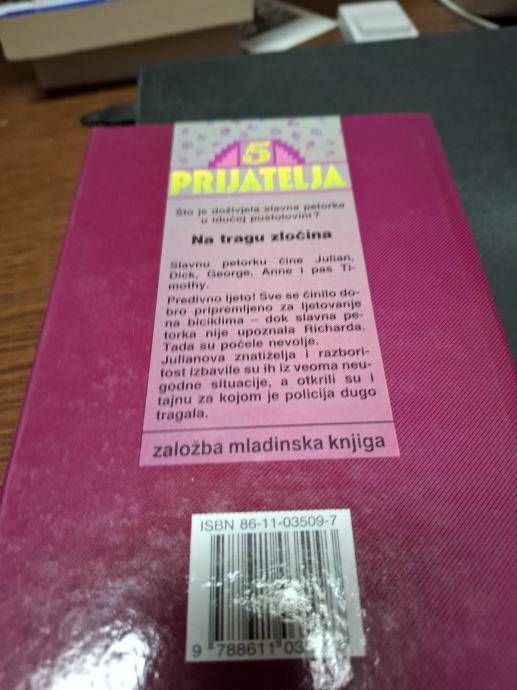 5
PRIJATELJA
Što je doživjela slavna petorka
u idućoj pustolovini?
Na tragu zločina
Slavnu petorku čine Julian,
Dick, George, Anne i pas Ti-
mothy.
Predivno ljeto! Sve se činilo do-
bro pripremljeno za ljetovanje
na biciklima – dok slavna pe-
torka nije upoznala Richarda.
Tada su počele nevolje.
Julianova znatiželja i razbori-
tost izbavile su ih iz veoma neu-
godne situacije, a otkrili su i
tajnu za kojom je policija dugo
tragala.
založba mladinska knjiga
ISBN 86-11-03509-7
9 788611 03